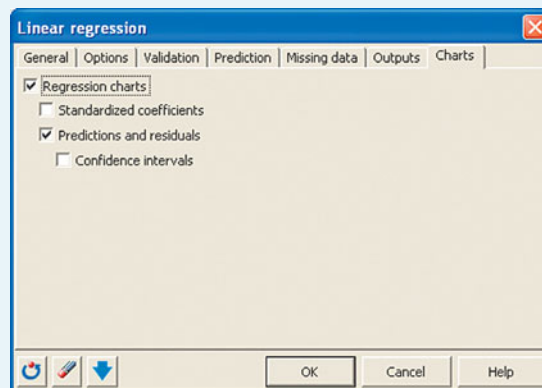 Linear regression
General Options Validation Prediction Missing data Outputs Charts
Regression charts
Standardized coefficients
Predictions and residuals
Confidence intervals
OK Cancel Help